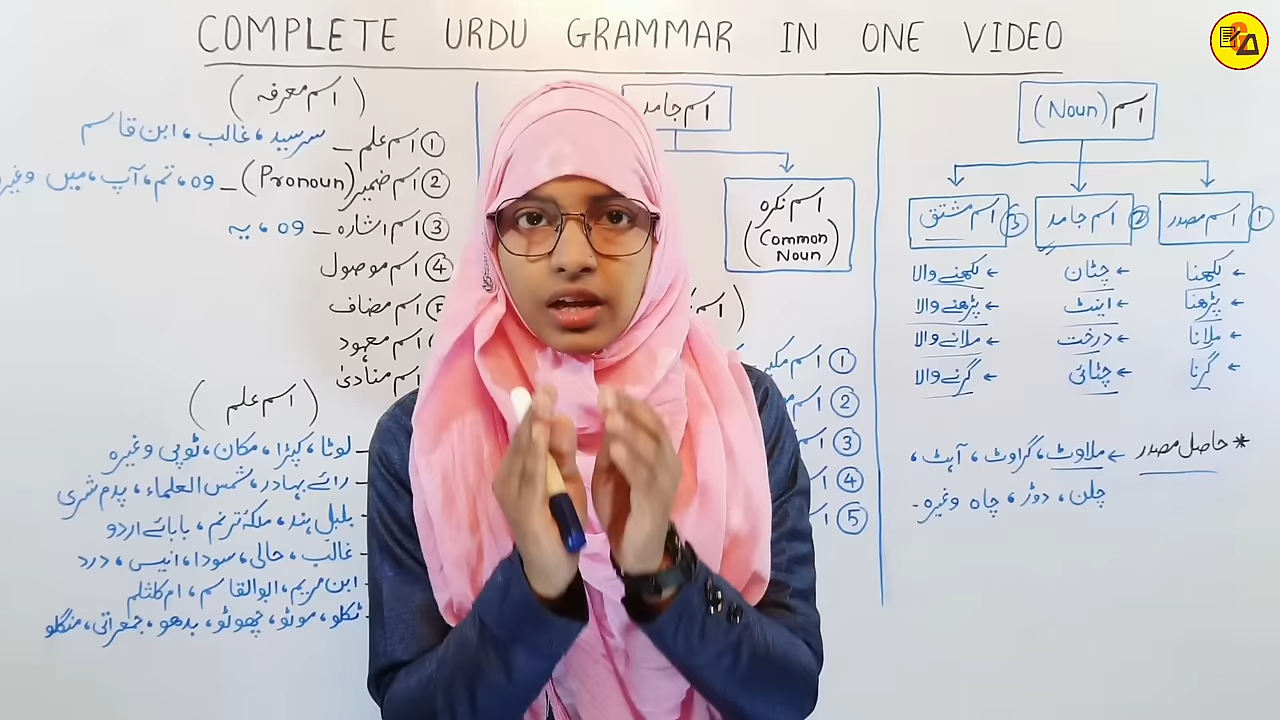 COMPLETE URDU GRAMMAR IN ONE VIDEO
اسم (Noun)
① اسم مصدر
② اسم جامد
③ اسم مشتق
← لکھنا
← پڑھنا
← ملانا
← گرنا
← چٹان
← اینٹ
← درخت
← چٹائی
← لکھنے والا
← پڑھنے والا
← ملانے والا
← گرنے والا
* حاصل مصدر ← ملاوٹ، گراوٹ، آہٹ،
چلن، دوڑ، چاہ وغیرہ۔
اسم جامد
اسم نکرہ
(Common
Noun)
①
②
③
④
⑤
(اسم معرفہ)
① اسم علم _ سرسید، غالب، ابن قاسم
② اسم ضمیر (Pronoun) _ وہ، تم، آپ، میں
③ اسم اشارہ _ وہ، یہ
④ اسم موصول
اسم مضاف
اسم معہود
اسم منادیٰ
(اسم علم)
لوٹا، کپڑا، مکان، ٹوپی وغیرہ
رائے بہادر، شمس العلماء، پدم شری
بلبل ہند، ملکۂ ترنم، بابائے اردو
غالب، حالی، سودا، انیس، درد
ابن مریم، ابوالقاسم، ام کلثلم
ٹکلو، موٹو، چھوٹو، بدھو، جمعراتی، منگلو